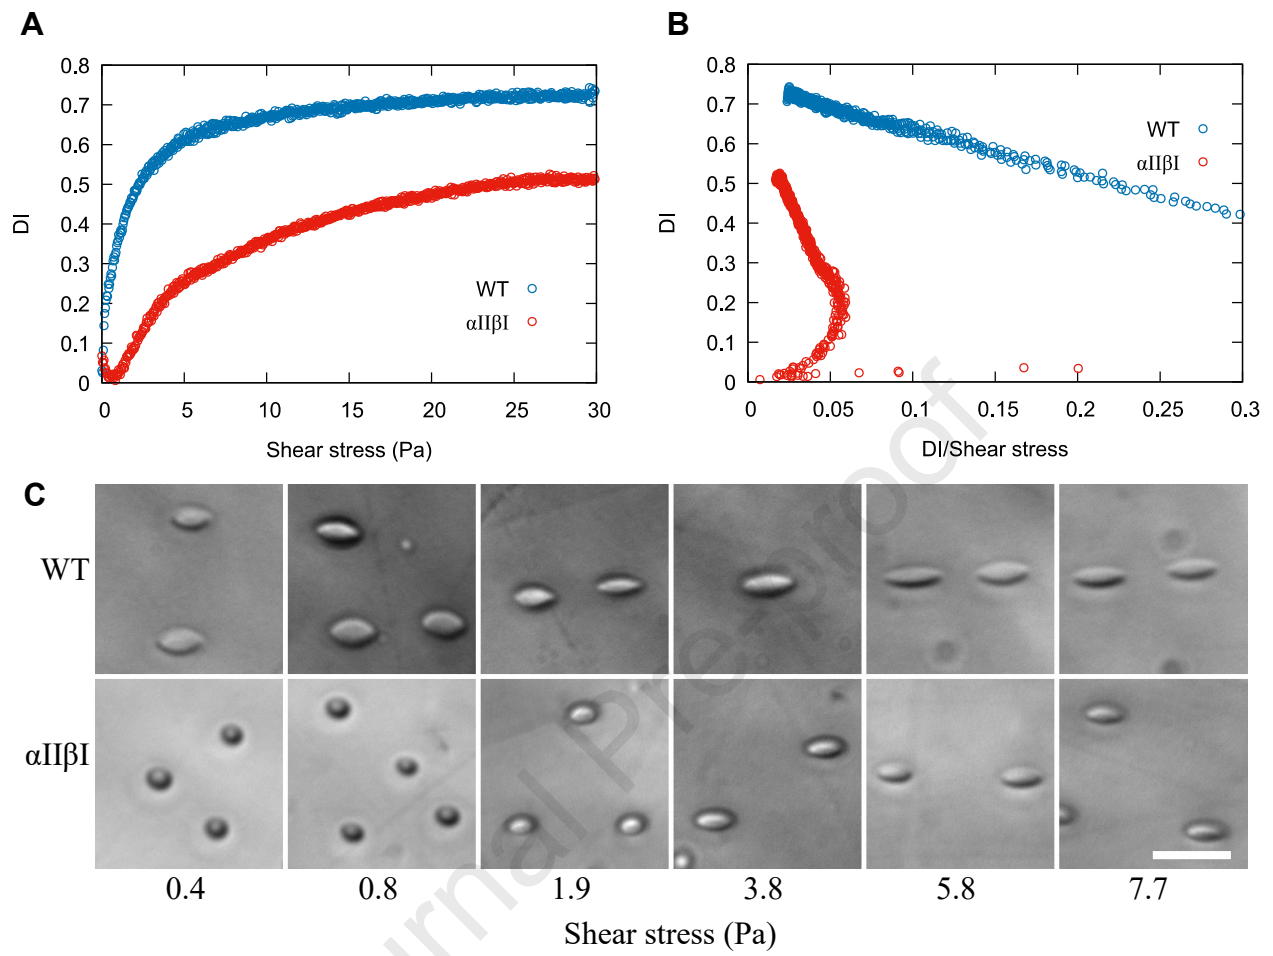 A
DI
0.8
0.7
0.6
0.5
0.4
0.3
0.2
0.1
0
0 5 10 15 20 25 30
Shear stress (Pa)
WT
αIIβI
B
DI
0.8
0.7
0.6
0.5
0.4
0.3
0.2
0.1
0
0 0.05 0.1 0.15 0.2 0.25 0.3
DI/Shear stress
WT
αIIβI
C
WT
αIIβI
0.4 0.8 1.9 3.8 5.8 7.7
Shear stress (Pa)
urnal Pre-proof